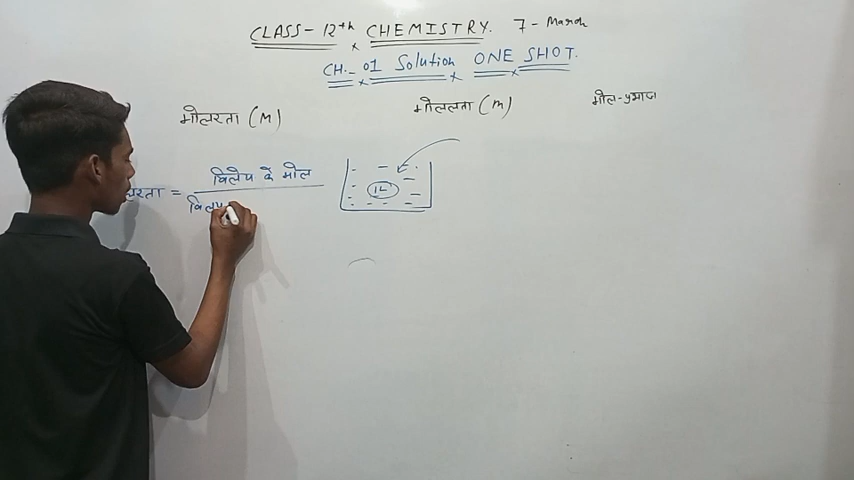 CLASS - 12th CHEMISTRY. 7 - March
CH. - 01 Solution ONE SHOT.
मोलरता (M) मोललता (m) मोल-प्रभाज
विलेय के मोल
रता =
1L